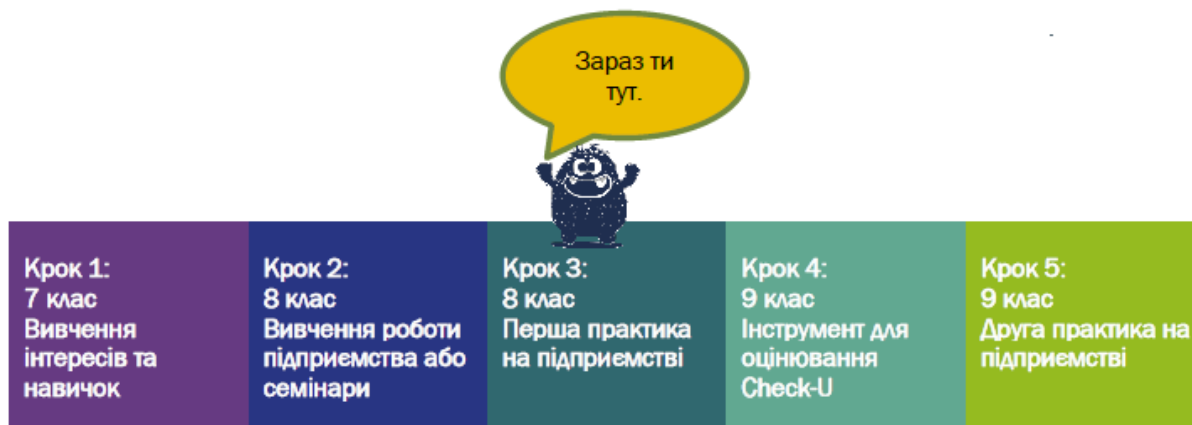 Зараз ти
тут.
Крок 1:
7 клас
Вивчення
інтересів та
навичок
Крок 2:
8 клас
Вивчення роботи
підприємства або
семінари
Крок 3:
8 клас
Перша практика
на підприємстві
Крок 4:
9 клас
Інструмент для
оцінювання
Check-U
Крок 5:
9 клас
Друга практика на
підприємстві